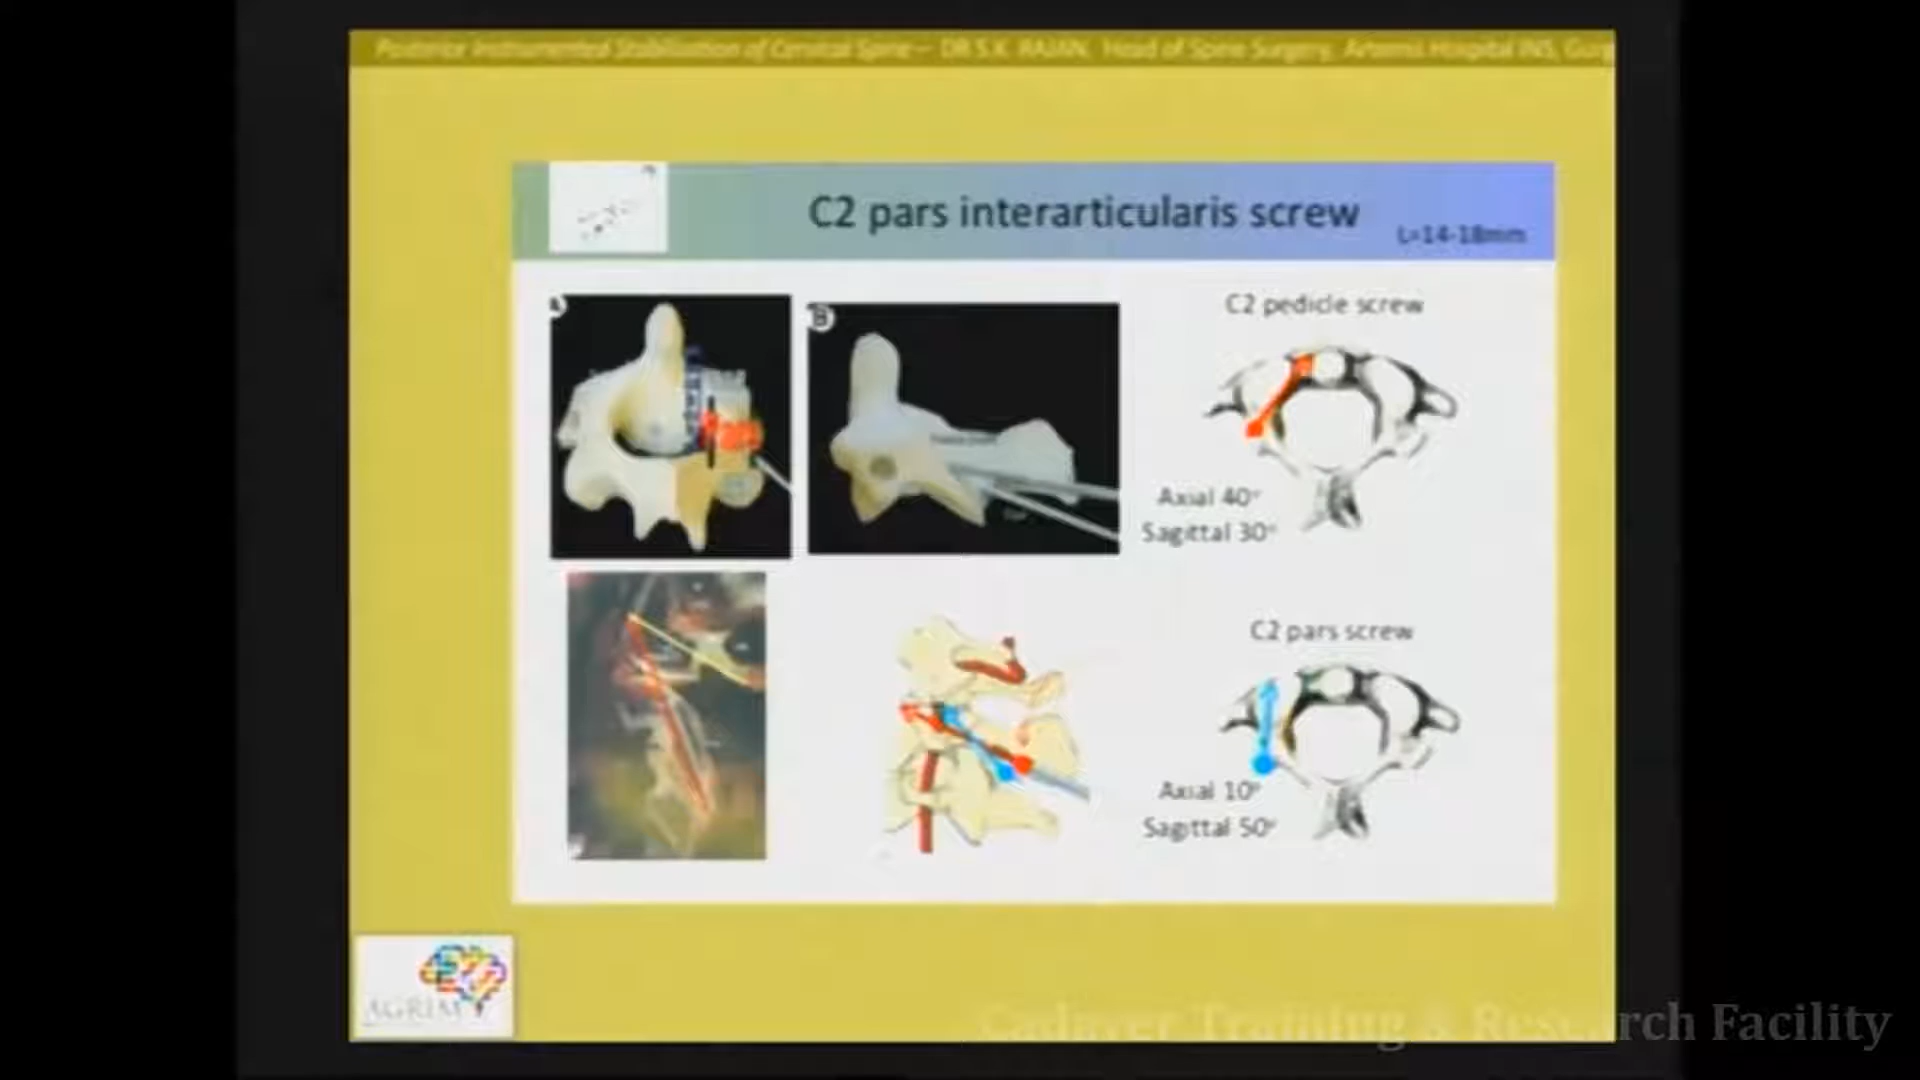 Posterior Instrumented Stabilisation of Cervical Spine – DR S.K. RAJAN, Head of Spine Surgery, Artemis Hospital INS, Gurg
C2 pars interarticularis screw
L=14-18mm
A
B
C2 pedicle screw
Axial 40°
Sagittal 30°
C2 pars screw
Axial 10°
Sagittal 50°
AGRIM
Cadaver Training & Research Facility